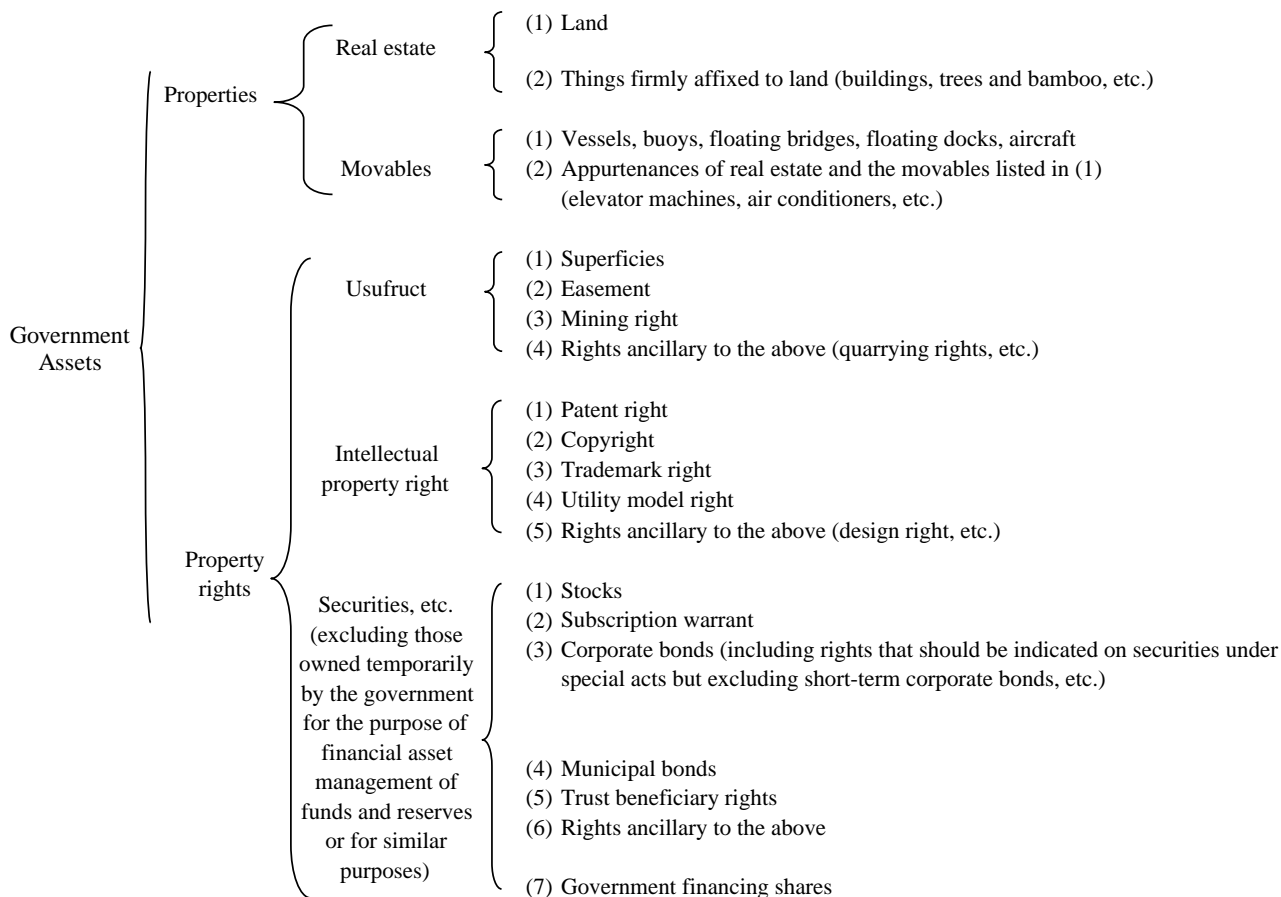 Government
Assets
Properties
Real estate
(1) Land
(2) Things firmly affixed to land (buildings, trees and bamboo, etc.)
Movables
(1) Vessels, buoys, floating bridges, floating docks, aircraft
(2) Appurtenances of real estate and the movables listed in (1)
(elevator machines, air conditioners, etc.)
Property
rights
Usufruct
(1) Superficies
(2) Easement
(3) Mining right
(4) Rights ancillary to the above (quarrying rights, etc.)
Intellectual
property right
(1) Patent right
(2) Copyright
(3) Trademark right
(4) Utility model right
(5) Rights ancillary to the above (design right, etc.)
Securities, etc.
(excluding those
owned temporarily
by the government
for the purpose of
financial asset
management of
funds and reserves
or for similar
purposes)
(1) Stocks
(2) Subscription warrant
(3) Corporate bonds (including rights that should be indicated on securities under
special acts but excluding short-term corporate bonds, etc.)
(4) Municipal bonds
(5) Trust beneficiary rights
(6) Rights ancillary to the above
(7) Government financing shares